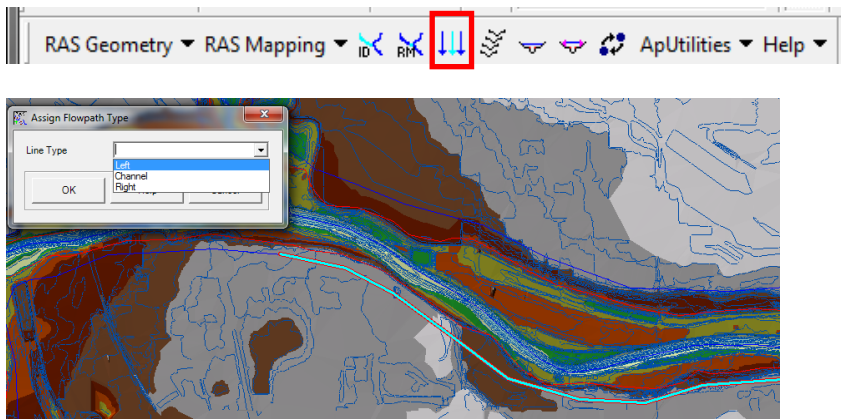 RAS Geometry RAS Mapping ID RM ApUtilities Help
Assign Flowpath Type x
Line Type
Left
Channel
Right
OK